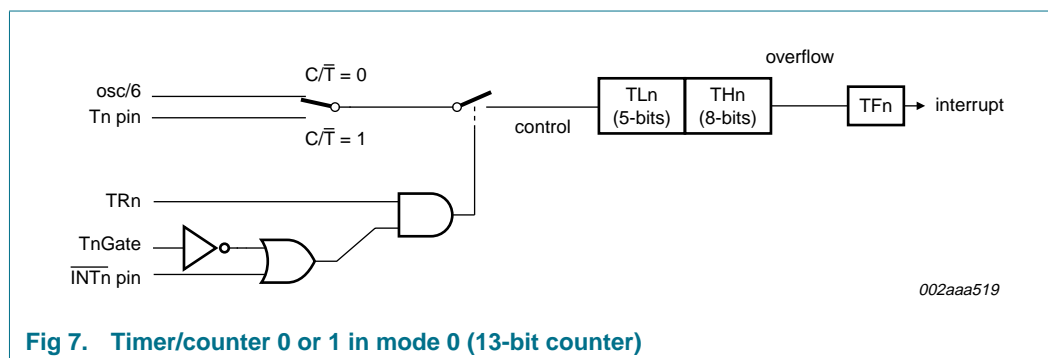 overflow
C/T̅ = 0
osc/6
Tn pin
C/T̅ = 1
control
TLn
(5-bits)
THn
(8-bits)
TFn
interrupt
TRn
TnGate
I̅N̅T̅n̅ pin
002aaa519
Fig 7. Timer/counter 0 or 1 in mode 0 (13-bit counter)